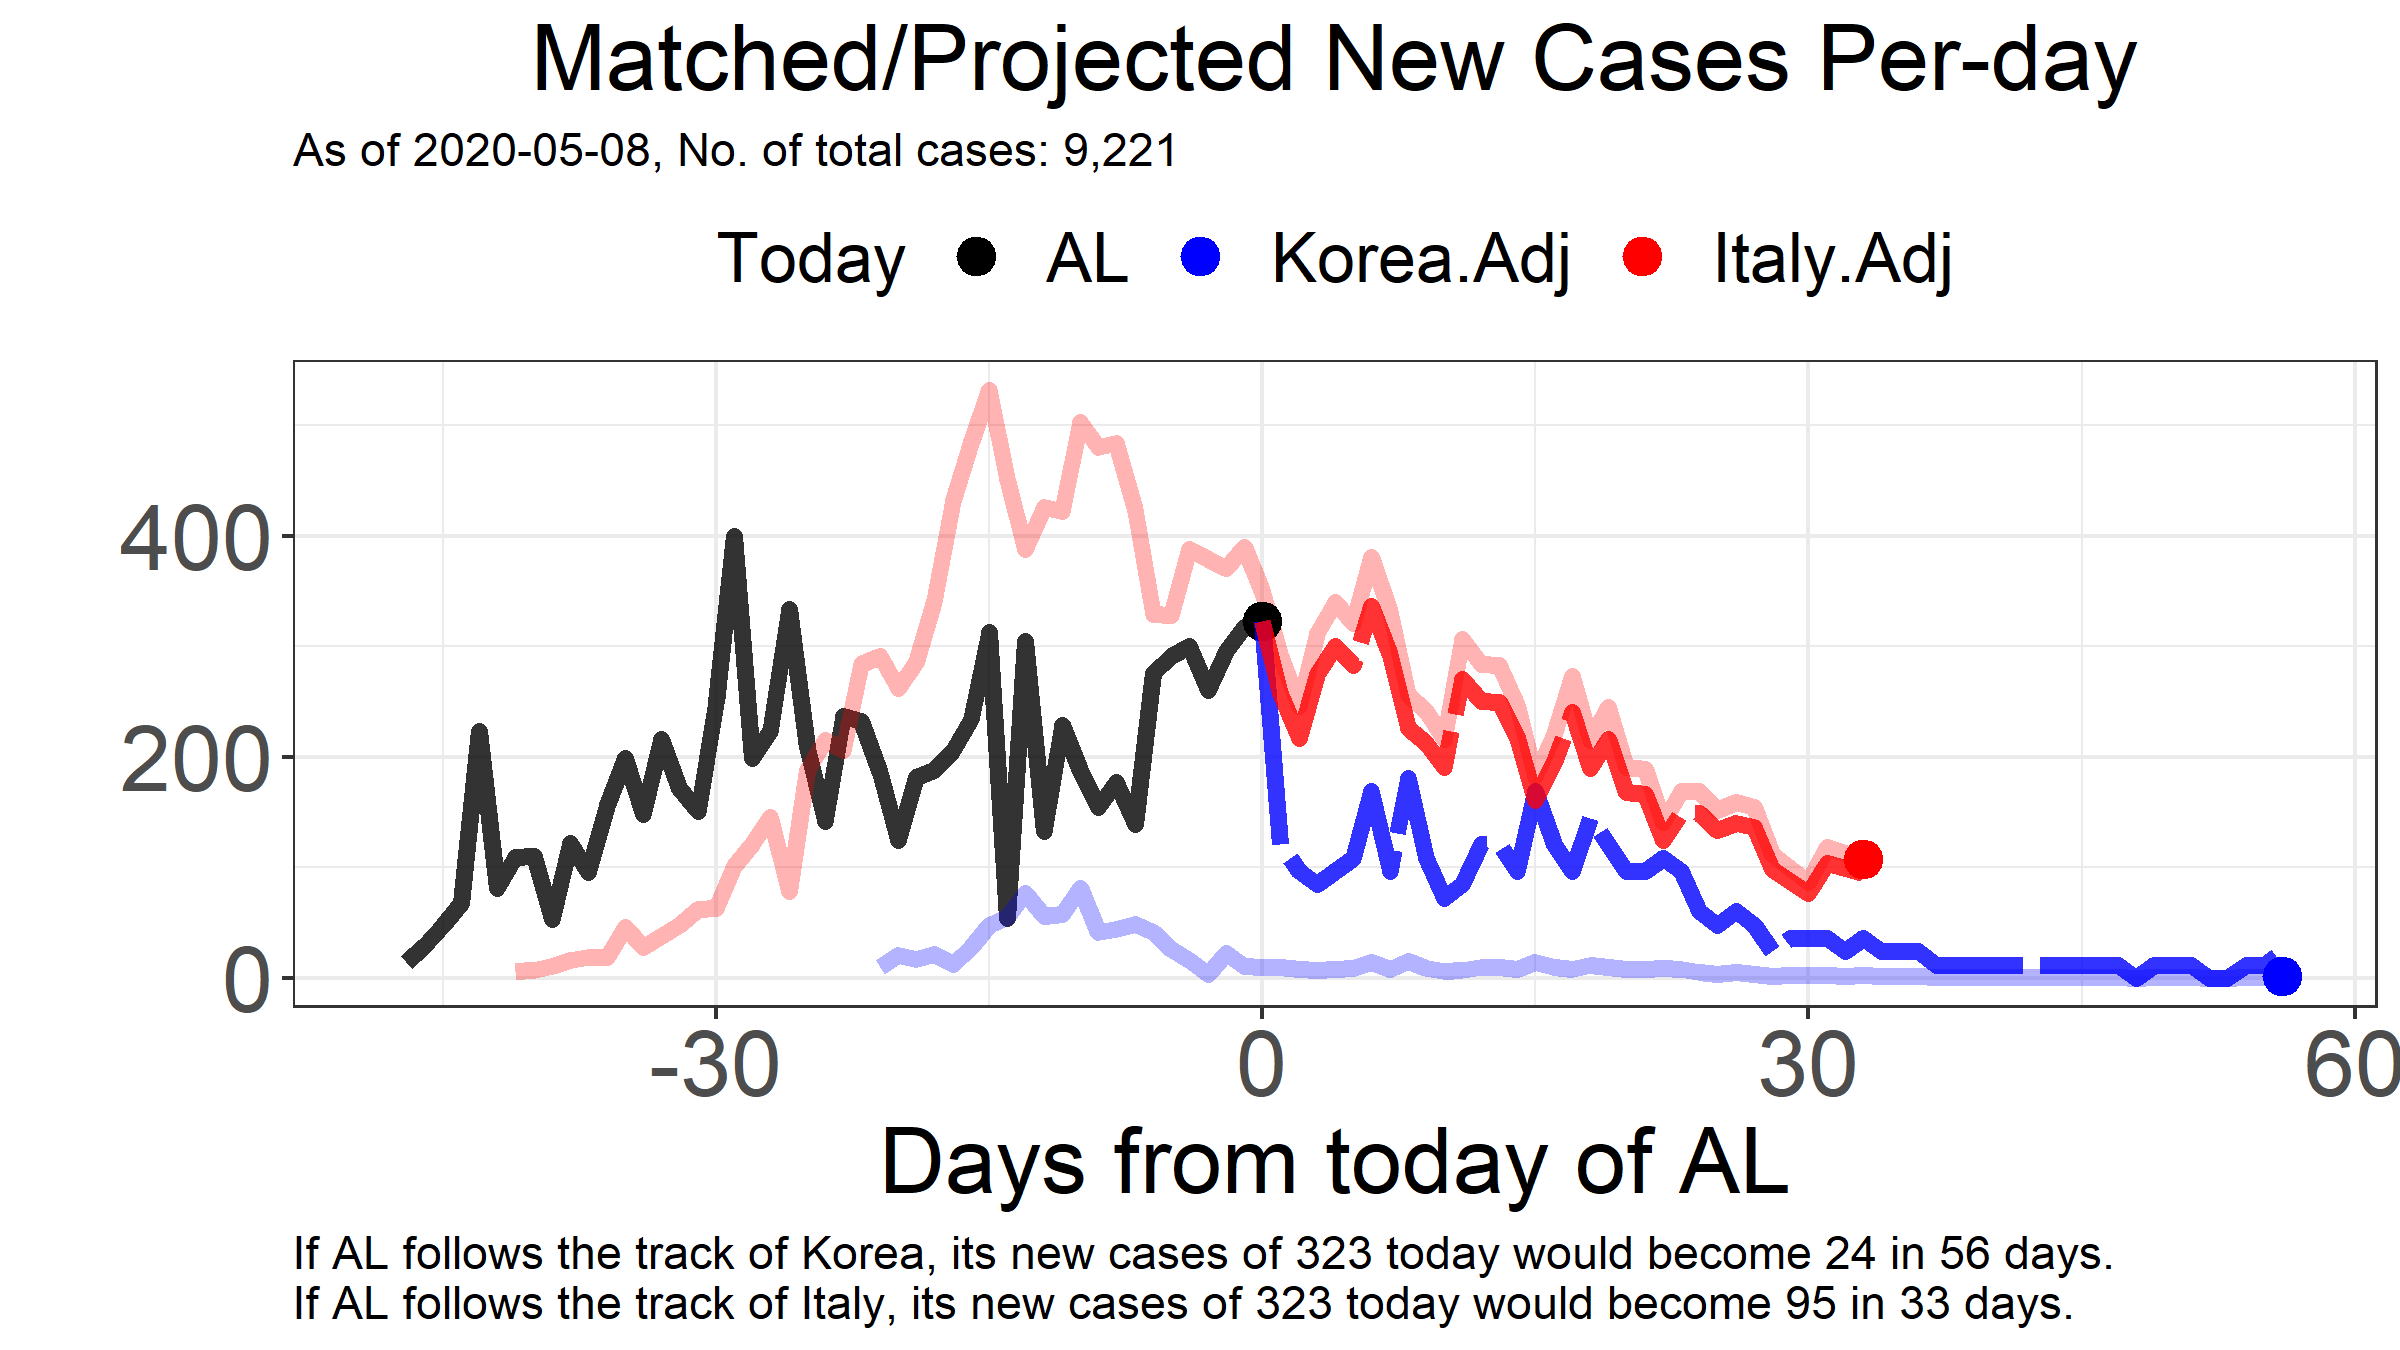 Matched/Projected New Cases Per-day
As of 2020-05-08, No. of total cases: 9,221
Today AL Korea.Adj Italy.Adj
400
200
0
-30 0 30 60
Days from today of AL
If AL follows the track of Korea, its new cases of 323 today would become 24 in 56 days.
If AL follows the track of Italy, its new cases of 323 today would become 95 in 33 days.